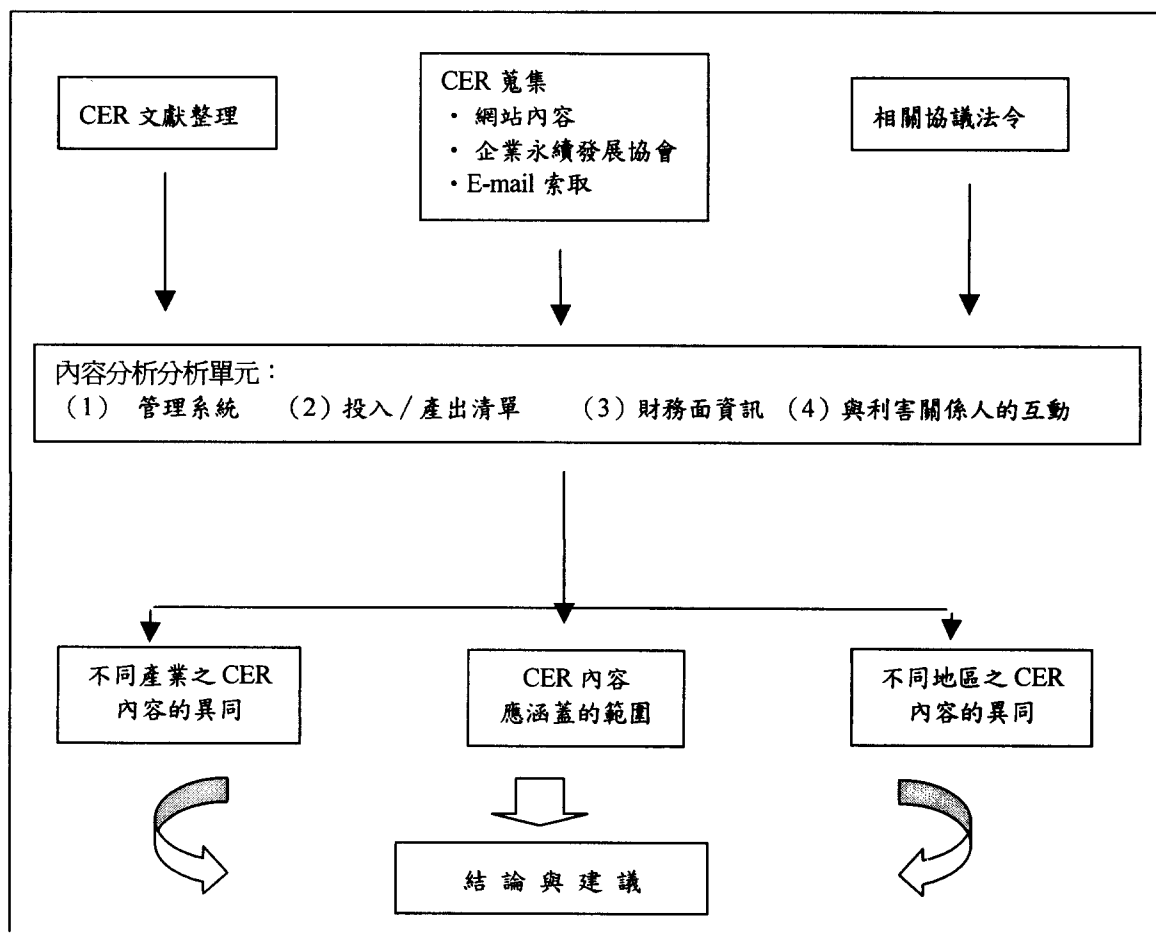 CER 文獻整理
CER 蒐集
・ 網站內容
・ 企業永續發展協會
・E-mail 索取
相關協議法令
內容分析分析單元：
（1） 管理系統 （2）投入／產出清單 （3）財務面資訊 （4）與利害關係人的互動
不同產業之 CER
內容的異同
CER 內容
應涵蓋的範圍
不同地區之 CER
內容的異同
結 論 與 建 議